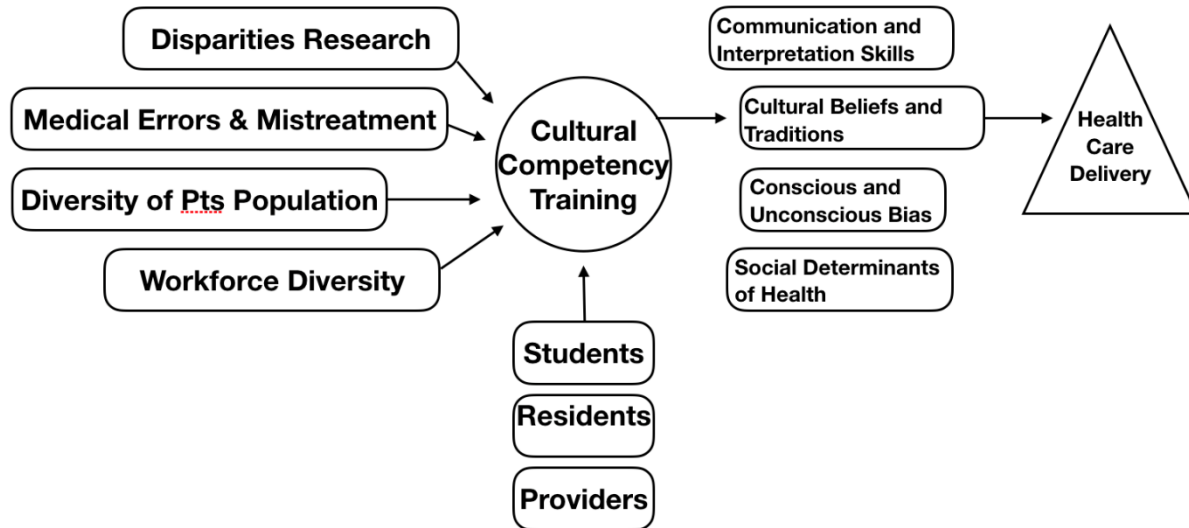 Disparities Research
Medical Errors & Mistreatment
Diversity of Pts Population
Workforce Diversity
Cultural
Competency
Training
Students
Residents
Providers
Communication and
Interpretation Skills
Cultural Beliefs and
Traditions
Conscious and
Unconscious Bias
Social Determinants
of Health
Health
Care
Delivery